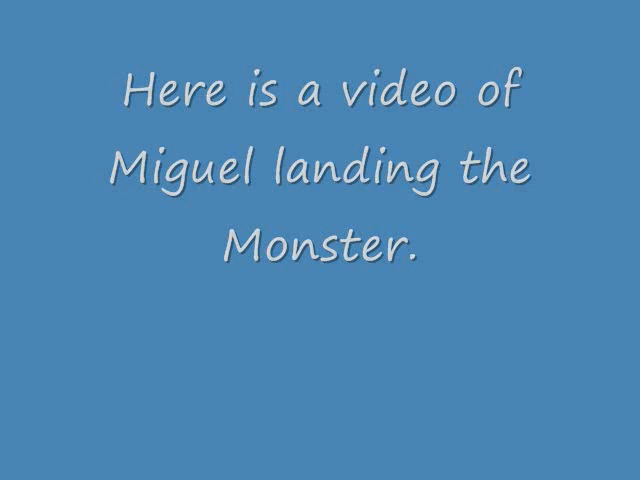 Here is a video of
Miguel landing the
Monster.